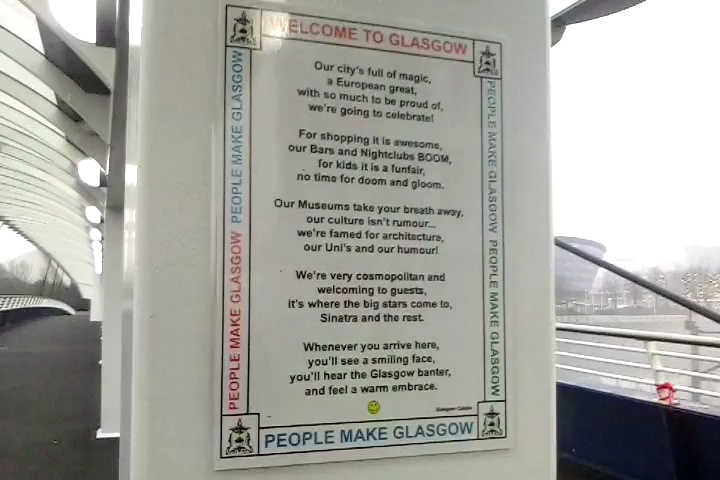 WELCOME TO GLASGOW
PEOPLE MAKE GLASGOW PEOPLE MAKE GLASGOW
Our city's full of magic,
a European great,
with so much to be proud of,
we're going to celebrate!
For shopping it is awesome,
our Bars and Nightclubs BOOM,
for kids it is a funfair,
no time for doom and gloom.
Our Museums take your breath away,
our culture isn't rumour...
we're famed for architecture,
our Uni's and our humour!
We're very cosmopolitan and
welcoming to guests,
it's where the big stars come to,
Sinatra and the rest.
Whenever you arrive here,
you'll see a smiling face,
you'll hear the Glasgow banter,
and feel a warm embrace.
PEOPLE MAKE GLASGOW PEOPLE MAKE GLASGOW
PEOPLE MAKE GLASGOW